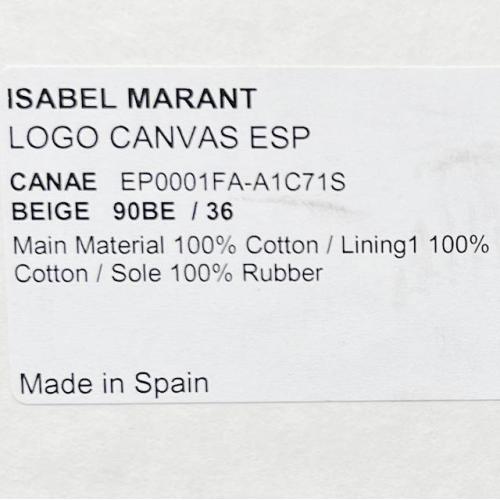 ISABEL MARANT
LOGO CANVAS ESP
CANAE EP0001FA-A1C71S
BEIGE 90BE / 36
Main Material 100% Cotton / Lining1 100%
Cotton / Sole 100% Rubber
Made in Spain